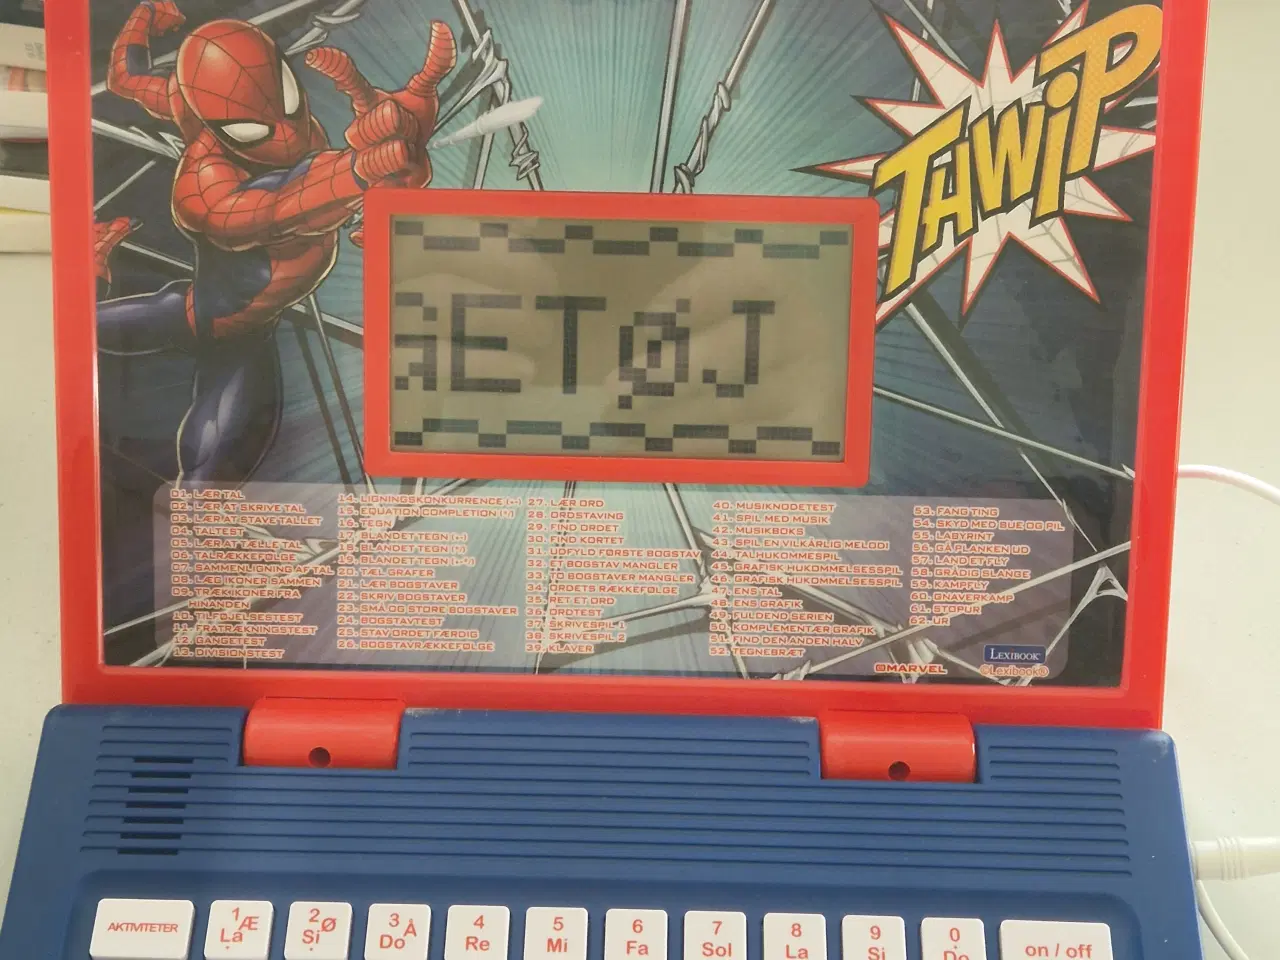 THWiP
ETØJ
01. LÆR TAL
02. LÆR AT SKRIVE TAL
03. LÆR AT STAVE TALLET
04. TALTEST
05. LÆR AT TÆLLE TAL
06. TALRÆKKEFØLGE
07. SAMMENLIGNING AF TAL
08. LÆG IKONER SAMMEN
09. TRÆK IKONER FRA
HINANDEN
10. TILFØJELSESTEST
11. FRATRÆKNINGSTEST
12. GANGETEST
13. DIVISIONSTEST
14. LIGNINGSKONKURRENCE (+-)
15. EQUATION COMPLETION (*/)
16. TEGN
17. BLANDET TEGN (+-)
18. BLANDET TEGN (*/)
19. BLANDET TEGN (+-*/)
20. TÆL GRAFER
21. LÆR BOGSTAVER
22. SKRIV BOGSTAVER
23. SMÅ OG STORE BOGSTAVER
24. BOGSTAVTEST
25. STAV ORDET FÆRDIG
26. BOGSTAVRÆKKEFØLGE
27. LÆR ORD
28. ORDSTAVING
29. FIND ORDET
30. FIND KORTET
31. UDFYLD FØRSTE BOGSTAV
32. ET BOGSTAV MANGLER
33. TO BOGSTAVER MANGLER
34. ORDETS RÆKKEFØLGE
35. RET ET ORD
36. ORDTEST
37. SKRIVESPIL 1
38. SKRIVESPIL 2
39. KLAVER
40. MUSIKNODETEST
41. SPIL MED MUSIK
42. MUSIKBOKS
43. SPIL EN VILKÅRLIG MELODI
44. TALHUKOMMESPIL
45. GRAFISK HUKOMMELSESSPIL
46. GRAFISK HUKOMMELSESSPIL
47. ENS TAL
48. ENS GRAFIK
49. FULDEND SERIEN
50. KOMPLEMENTÆR GRAFIK
51. FIND DEN ANDEN HALV
52. TEGNEBRÆT
53. FANG TING
54. SKYD MED BUE OG PIL
55. LABYRINT
56. GÅ PLANKEN UD
57. LAND ET FLY
58. GRÅDIG SLANGE
59. KAMPFLY
60. GNAVERKAMP
61. STOPUR
62. UR
©MARVEL
LEXIBOOK
©Lexibook®
AKTIVITETER
1 Æ
La
2 Ø
Si
3 Å
Do
4
Re
5
Mi
6
Fa
7
Sol
8
La
9
Si
0
Do
on / off